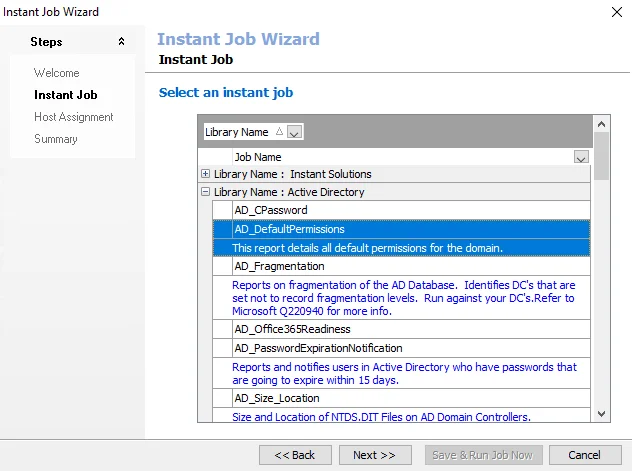 Instant Job Wizard
Steps
Welcome
Instant Job
Host Assignment
Summary
Instant Job Wizard
Instant Job
Select an instant job
Library Name
Job Name
Library Name : Instant Solutions
Library Name : Active Directory
AD_CPassword
AD_DefaultPermissions
This report details all default permissions for the domain.
AD_Fragmentation
Reports on fragmentation of the AD Database. Identifies DC's that are
set not to record fragmentation levels. Run against your DC's.Refer to
Microsoft Q220940 for more info.
AD_Office365Readiness
AD_PasswordExpirationNotification
Reports and notifies users in Active Directory who have passwords that
are going to expire within 15 days.
AD_Size_Location
Size and Location of NTDS.DIT Files on AD Domain Controllers.
<< Back
Next >>
Save & Run Job Now
Cancel